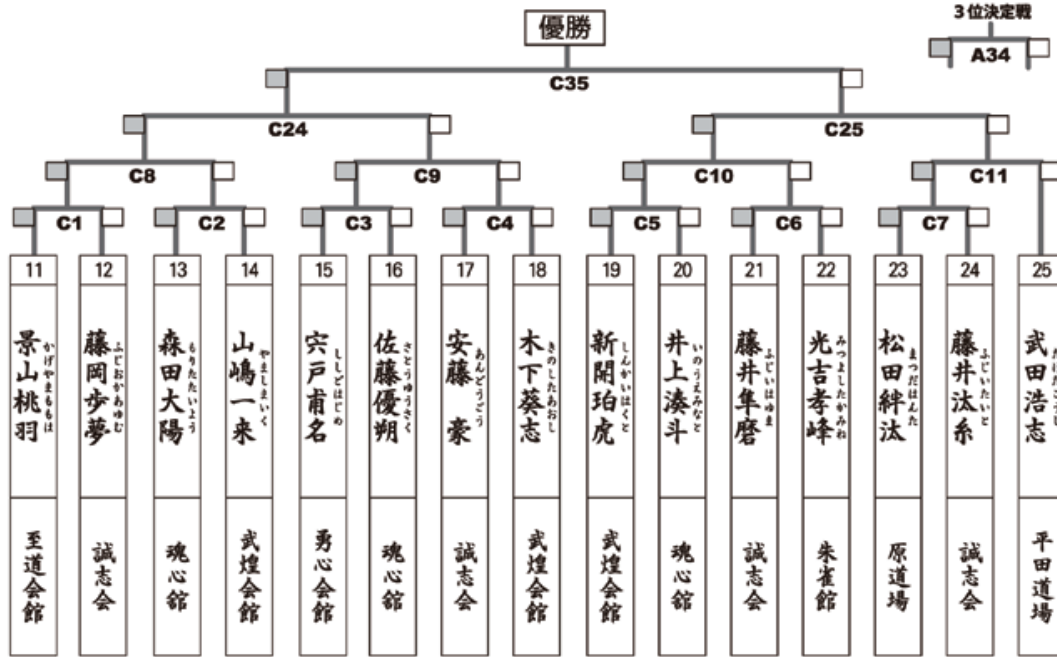 優勝
3位決定戦
A34
C35
C24
C25
C8
C9
C10
C11
C1
C2
C3
C4
C5
C6
C7
11
景山桃羽
かげやまももは
至道会館
12
藤岡歩夢
ふじおかあゆむ
誠志会
13
森田大陽
もりたたいよう
魂心舘
14
山嶋一来
やましまいく
武煌会館
15
宍戸甫名
ししどはじめ
勇心会館
16
佐藤優朔
さとうゆうさく
魂心舘
17
安藤 豪
あんどうごう
誠志会
18
木下葵志
きのしたあおし
武煌会館
19
新開珀虎
しんかいはくと
武煌会館
20
井上湊斗
いのうえみなと
魂心舘
21
藤井隼磨
ふじいはゆま
誠志会
22
光吉孝峰
みつよしたかみね
朱雀館
23
松田絆汰
まつだはんた
原道場
24
藤井汰糸
ふじいたいと
誠志会
25
武田浩志
平田道場